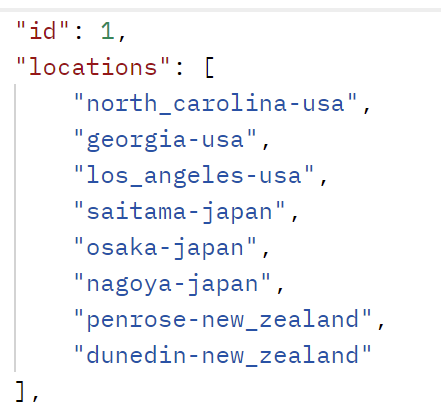 "id": 1,
"locations": [
"north_carolina-usa",
"georgia-usa",
"los_angeles-usa",
"saitama-japan",
"osaka-japan",
"nagoya-japan",
"penrose-new_zealand",
"dunedin-new_zealand"
],